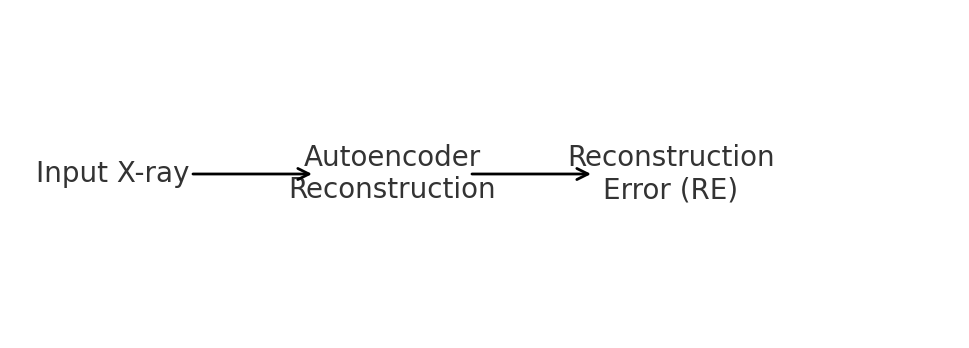 Input X-ray
Autoencoder
Reconstruction
Reconstruction
Error (RE)